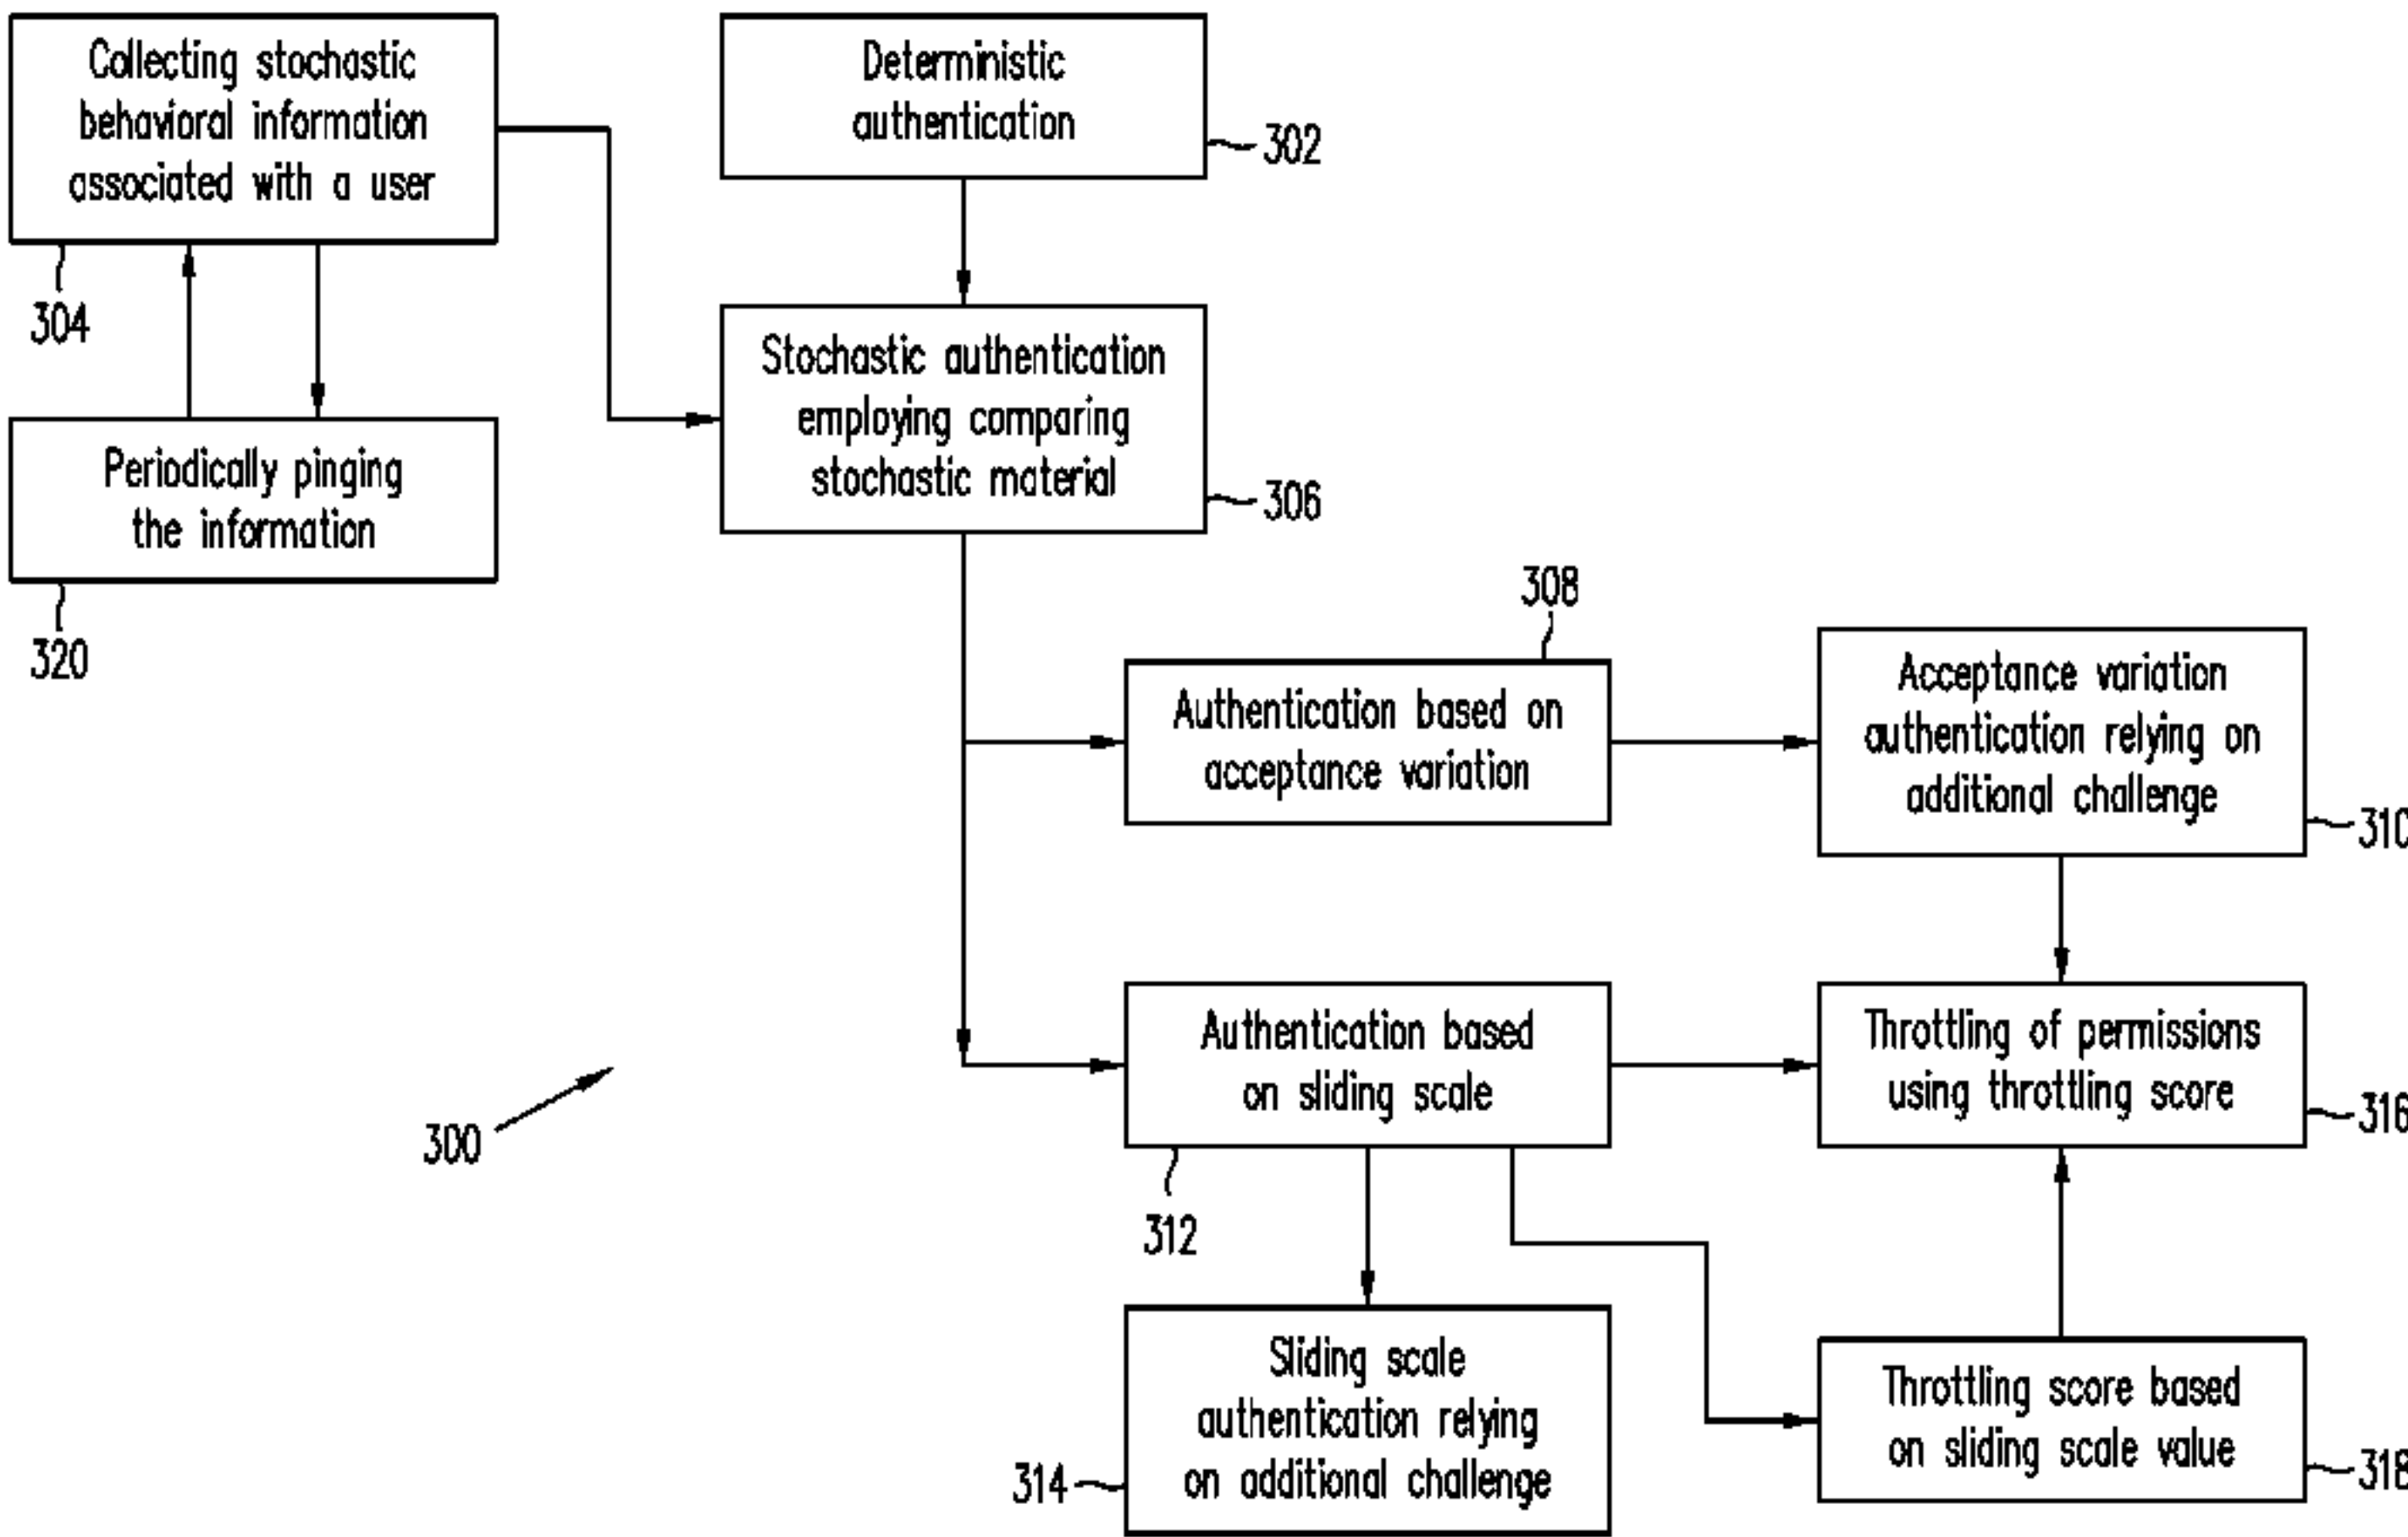 Collecting stochastic
behavioral information
associated with a user
304
Deterministic
authentication
302
Periodically pinging
the information
320
Stochastic authentication
employing comparing
stochastic material
306
308
Authentication based on
acceptance variation
Acceptance variation
authentication relying on
additional challenge
310
Authentication based
on sliding scale
312
Throttling of permissions
using throttling score
316
300
Sliding scale
authentication relying
on additional challenge
314
Throttling score based
on sliding scale value
318